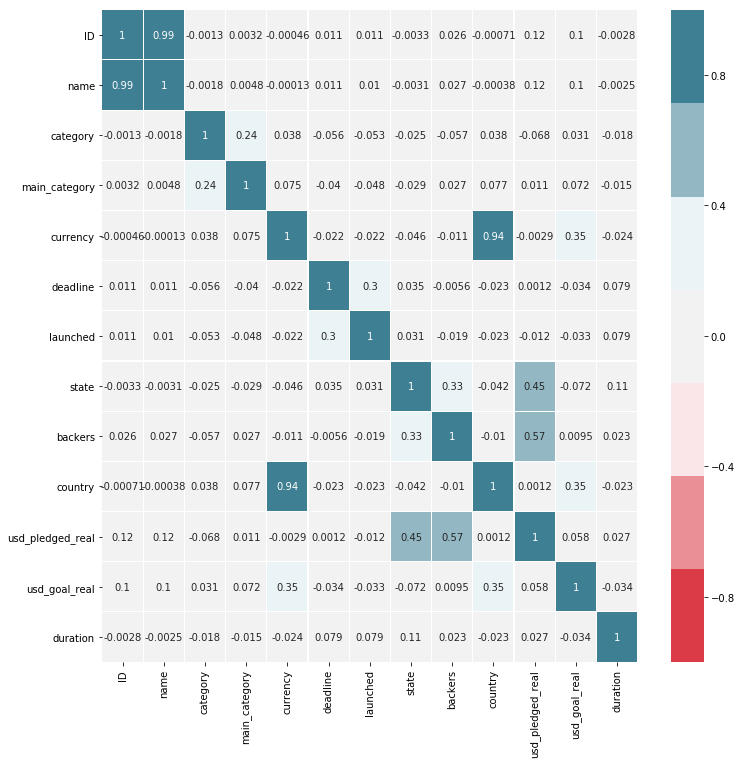 ID 1 0.99 -0.0013 0.0032 -0.00046 0.011 0.011 -0.0033 0.026 -0.00071 0.12 0.1 -0.0028
name 0.99 1 -0.0018 0.0048 -0.00013 0.011 0.01 -0.0031 0.027 -0.00038 0.12 0.1 -0.0025
category -0.0013 -0.0018 1 0.24 0.038 -0.056 -0.053 -0.025 -0.057 0.038 -0.068 0.031 -0.018
main_category 0.0032 0.0048 0.24 1 0.075 -0.04 -0.048 -0.029 0.027 0.077 0.011 0.072 -0.015
currency -0.00046 -0.00013 0.038 0.075 1 -0.022 -0.022 -0.046 -0.011 0.94 -0.0029 0.35 -0.024
deadline 0.011 0.011 -0.056 -0.04 -0.022 1 0.3 0.035 -0.0056 -0.023 0.0012 -0.034 0.079
launched 0.011 0.01 -0.053 -0.048 -0.022 0.3 1 0.031 -0.019 -0.023 -0.012 -0.033 0.079
state -0.0033 -0.0031 -0.025 -0.029 -0.046 0.035 0.031 1 0.33 -0.042 0.45 -0.072 0.11
backers 0.026 0.027 -0.057 0.027 -0.011 -0.0056 -0.019 0.33 1 -0.01 0.57 0.0095 0.023
country -0.00071 -0.00038 0.038 0.077 0.94 -0.023 -0.023 -0.042 -0.01 1 0.0012 0.35 -0.023
usd_pledged_real 0.12 0.12 -0.068 0.011 -0.0029 0.0012 -0.012 0.45 0.57 0.0012 1 0.058 0.027
usd_goal_real 0.1 0.1 0.031 0.072 0.35 -0.034 -0.033 -0.072 0.0095 0.35 0.058 1 -0.034
duration -0.0028 -0.0025 -0.018 -0.015 -0.024 0.079 0.079 0.11 0.023 -0.023 0.027 -0.034 1
ID name category main_category currency deadline launched state backers country usd_pledged_real usd_goal_real duration
0.8
0.4
0.0
−0.4
−0.8